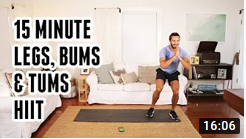 15 MINUTE
LEGS, BUMS
& TUMS
HIIT
16:06